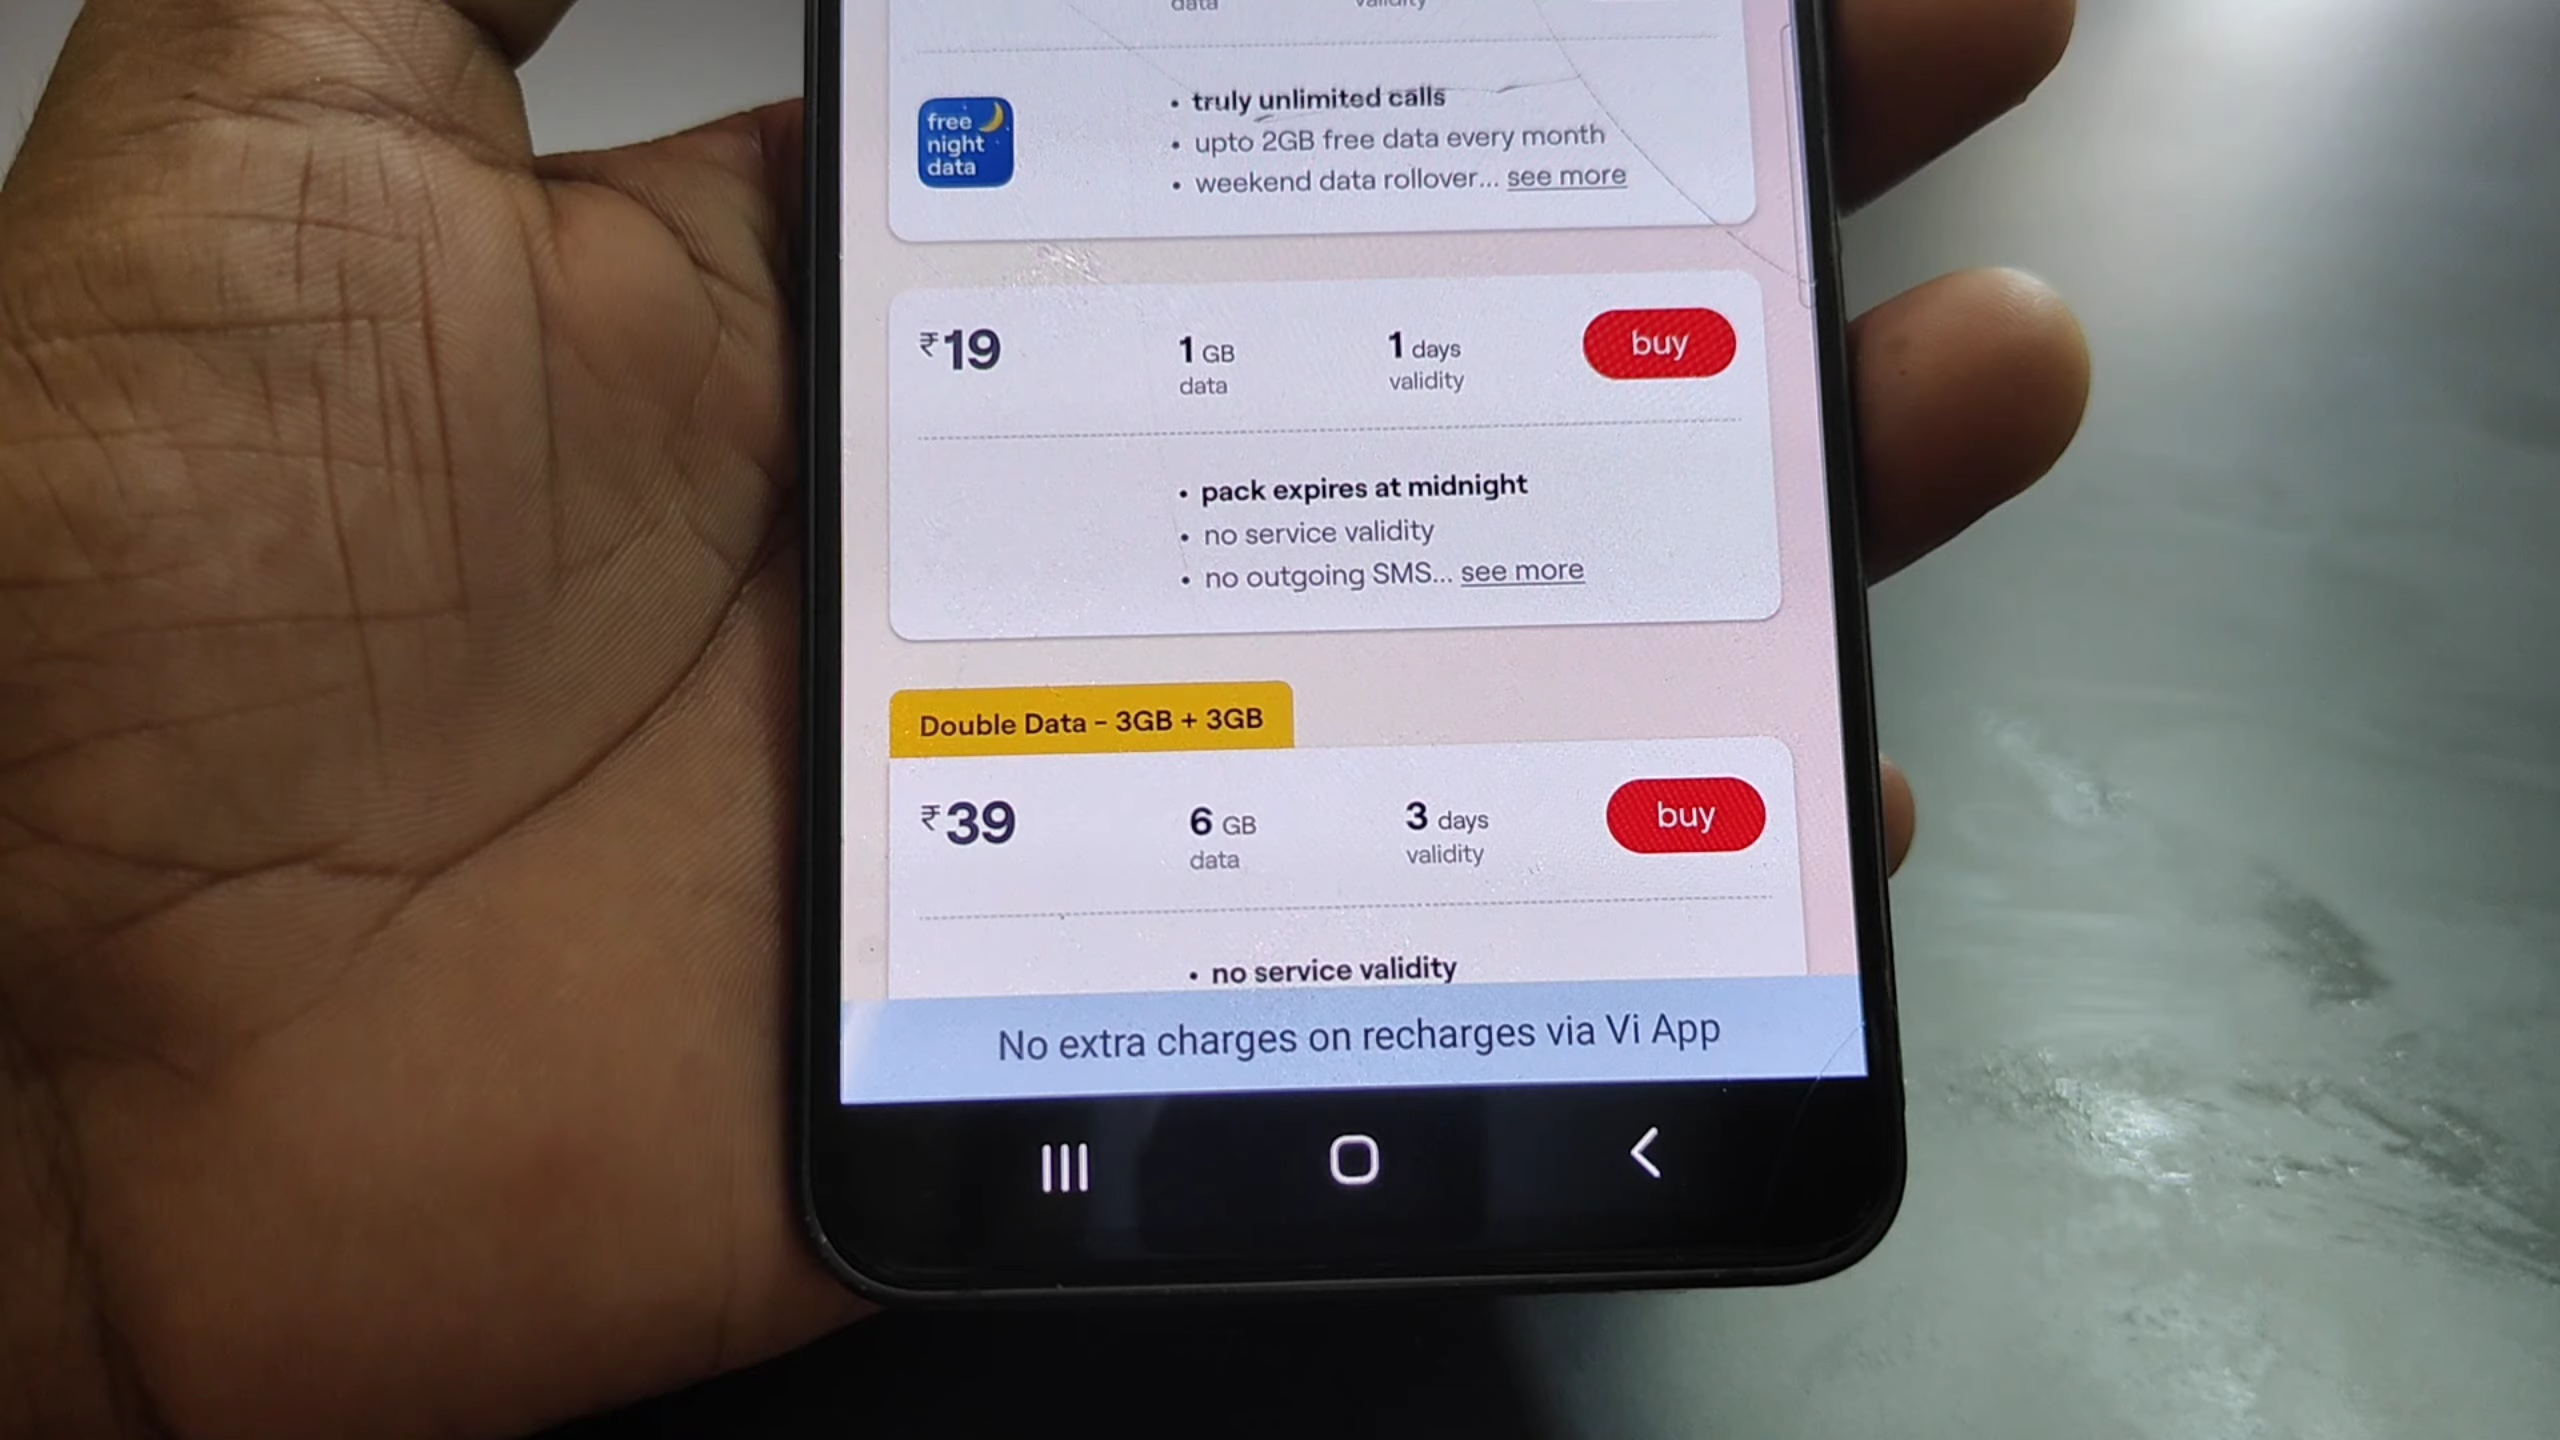 data validity
free
night
data
• truly unlimited calls
• upto 2GB free data every month
• weekend data rollover... see more
₹19 1 GB 1 days buy
data validity
• pack expires at midnight
• no service validity
• no outgoing SMS... see more
Double Data - 3GB + 3GB
₹39 6 GB 3 days buy
data validity
• no service validity
No extra charges on recharges via Vi App